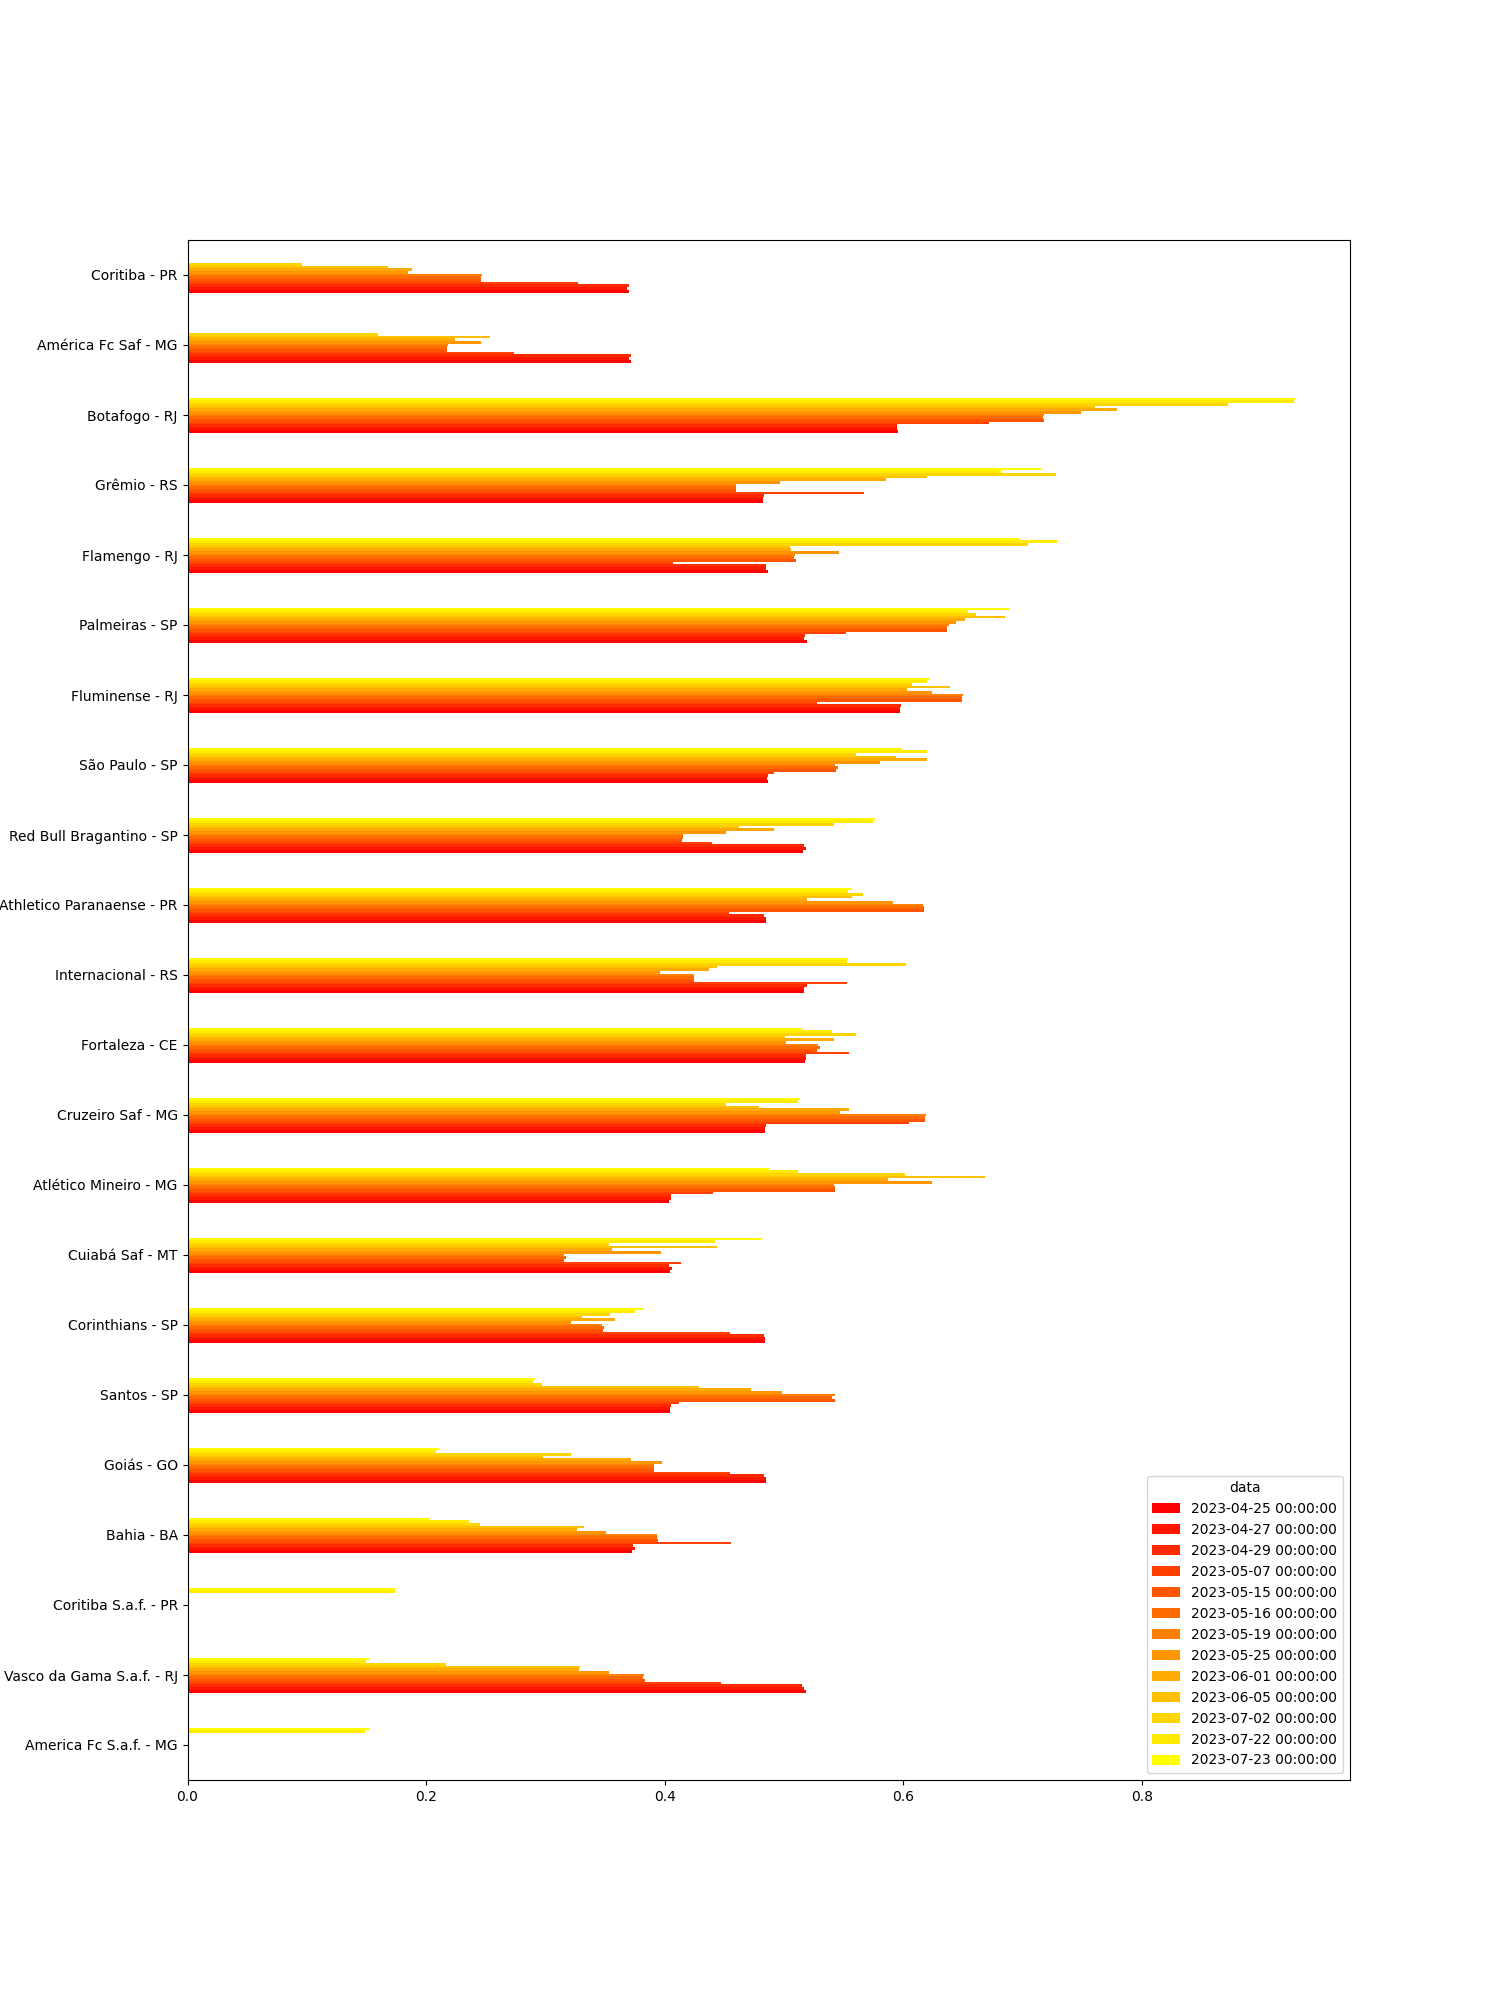 Coritiba - PR
América Fc Saf - MG
Botafogo - RJ
Grêmio - RS
Flamengo - RJ
Palmeiras - SP
Fluminense - RJ
São Paulo - SP
Red Bull Bragantino - SP
Athletico Paranaense - PR
Internacional - RS
Fortaleza - CE
Cruzeiro Saf - MG
Atlético Mineiro - MG
Cuiabá Saf - MT
Corinthians - SP
Santos - SP
Goiás - GO
Bahia - BA
Coritiba S.a.f. - PR
Vasco da Gama S.a.f. - RJ
America Fc S.a.f. - MG
0.0 0.2 0.4 0.6 0.8
data
2023-04-25 00:00:00
2023-04-27 00:00:00
2023-04-29 00:00:00
2023-05-07 00:00:00
2023-05-15 00:00:00
2023-05-16 00:00:00
2023-05-19 00:00:00
2023-05-25 00:00:00
2023-06-01 00:00:00
2023-06-05 00:00:00
2023-07-02 00:00:00
2023-07-22 00:00:00
2023-07-23 00:00:00